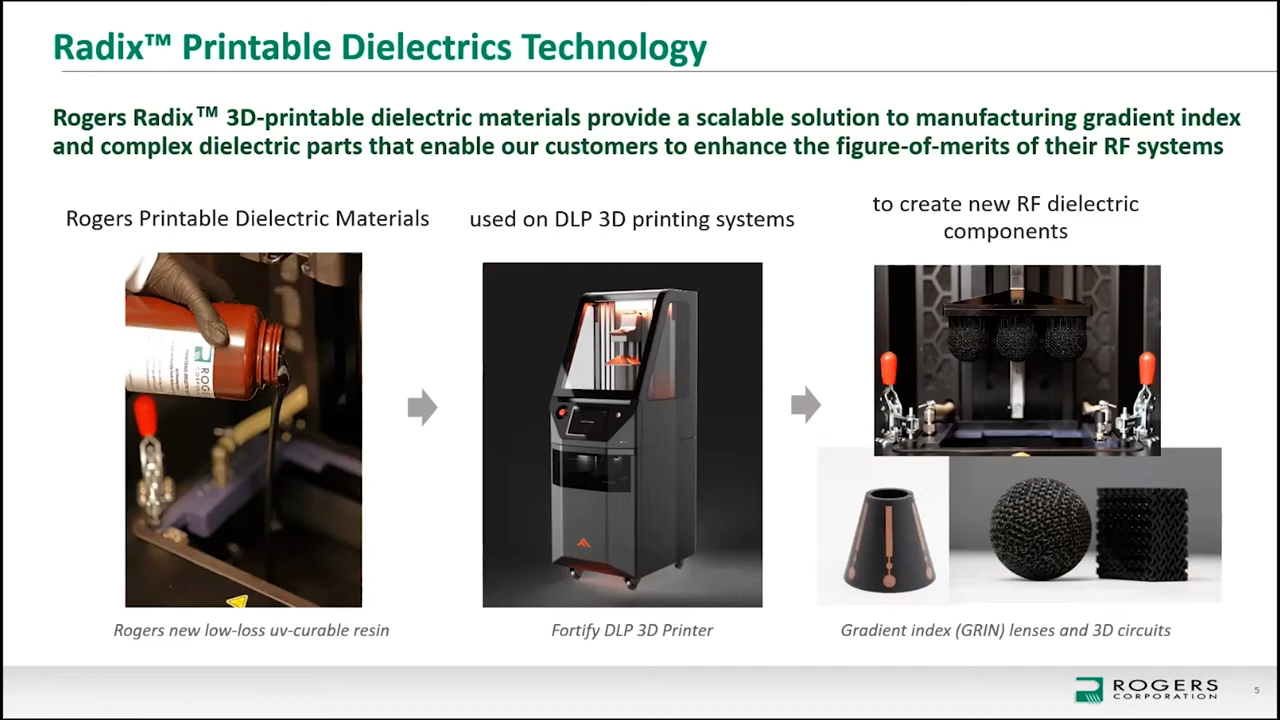 Radix™ Printable Dielectrics Technology
Rogers Radix™ 3D-printable dielectric materials provide a scalable solution to manufacturing gradient index
and complex dielectric parts that enable our customers to enhance the figure-of-merits of their RF systems
Rogers Printable Dielectric Materials
used on DLP 3D printing systems
to create new RF dielectric
components
Rogers new low-loss uv-curable resin
Fortify DLP 3D Printer
Gradient index (GRIN) lenses and 3D circuits
ROGERS
CORPORATION
5